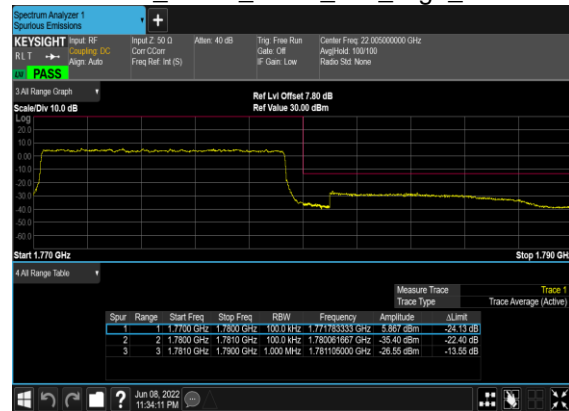 Spectrum Analyzer 1
Spurious Emissions
+
KEYSIGHT Input: RF Input Z: 50 Ω Atten: 40 dB Trig: Free Run Center Freq: 22.005000000 GHz
RLT Coupling: DC Corr CCorr Gate: Off Avg|Hold: 100/100
Align: Auto Freq Ref: Int (S) IF Gain: Low Radio Std: None
PASS
3 All Range Graph Ref Lvl Offset 7.80 dB
Scale/Div 10.0 dB Ref Value 30.00 dBm
Log
20.0
10.0
0.00
-10.0
-20.0
-30.0
-40.0
-50.0
-60.0
Start 1.770 GHz Stop 1.790 GH
4 All Range Table
Measure Trace Trace 1
Trace Type Trace Average (Active)
Spur Range Start Freq Stop Freq RBW Frequency Amplitude ΔLimit
1 1 1.7700 GHz 1.7800 GHz 100.0 kHz 1.771783333 GHz 5.867 dBm -24.13 dB
2 2 1.7800 GHz 1.7810 GHz 100.0 kHz 1.780061667 GHz -35.40 dBm -22.40 dB
3 3 1.7810 GHz 1.7900 GHz 1.000 MHz 1.781105000 GHz -26.55 dBm -13.55 dB
? Jun 08, 2022
11:34:11 PM